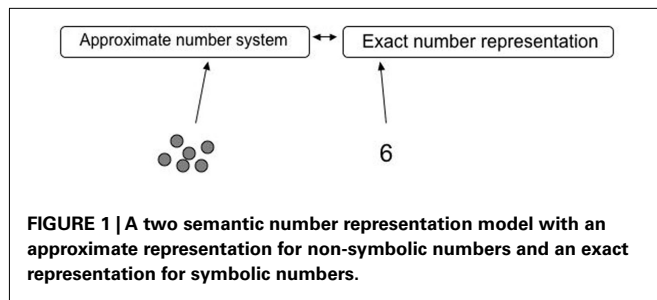 Approximate number system
Exact number representation
6
FIGURE 1 | A two semantic number representation model with an
approximate representation for non-symbolic numbers and an exact
representation for symbolic numbers.